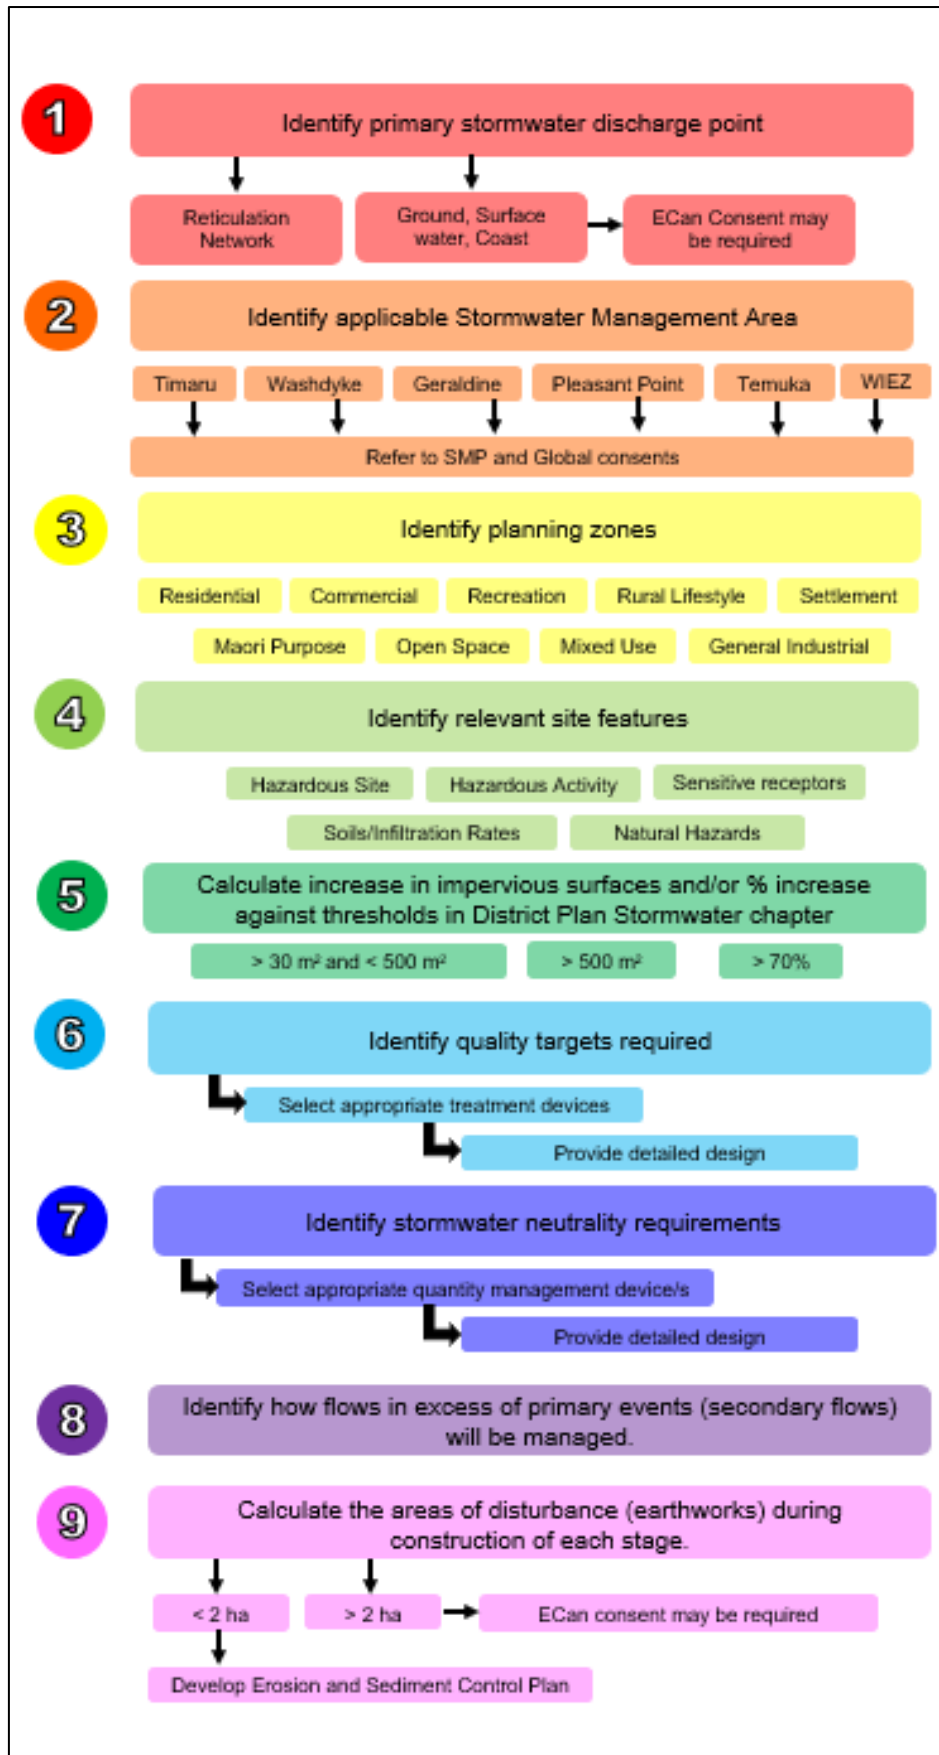 1
Identify primary stormwater discharge point
Reticulation
Network
Ground, Surface
water, Coast
ECan Consent may
be required
2
Identify applicable Stormwater Management Area
Timaru
Washdyke
Geraldine
Pleasant Point
Temuka
WIEZ
Refer to SMP and Global consents
3
Identify planning zones
Residential
Commercial
Recreation
Rural Lifestyle
Settlement
Maori Purpose
Open Space
Mixed Use
General Industrial
4
Identify relevant site features
Hazardous Site
Hazardous Activity
Sensitive receptors
Soils/Infiltration Rates
Natural Hazards
5
Calculate increase in impervious surfaces and/or % increase
against thresholds in District Plan Stormwater chapter
> 30 m² and < 500 m²
> 500 m²
> 70%
6
Identify quality targets required
Select appropriate treatment devices
Provide detailed design
7
Identify stormwater neutrality requirements
Select appropriate quantity management device/s
Provide detailed design
8
Identify how flows in excess of primary events (secondary flows)
will be managed.
9
Calculate the areas of disturbance (earthworks) during
construction of each stage.
< 2 ha
> 2 ha
ECan consent may be required
Develop Erosion and Sediment Control Plan